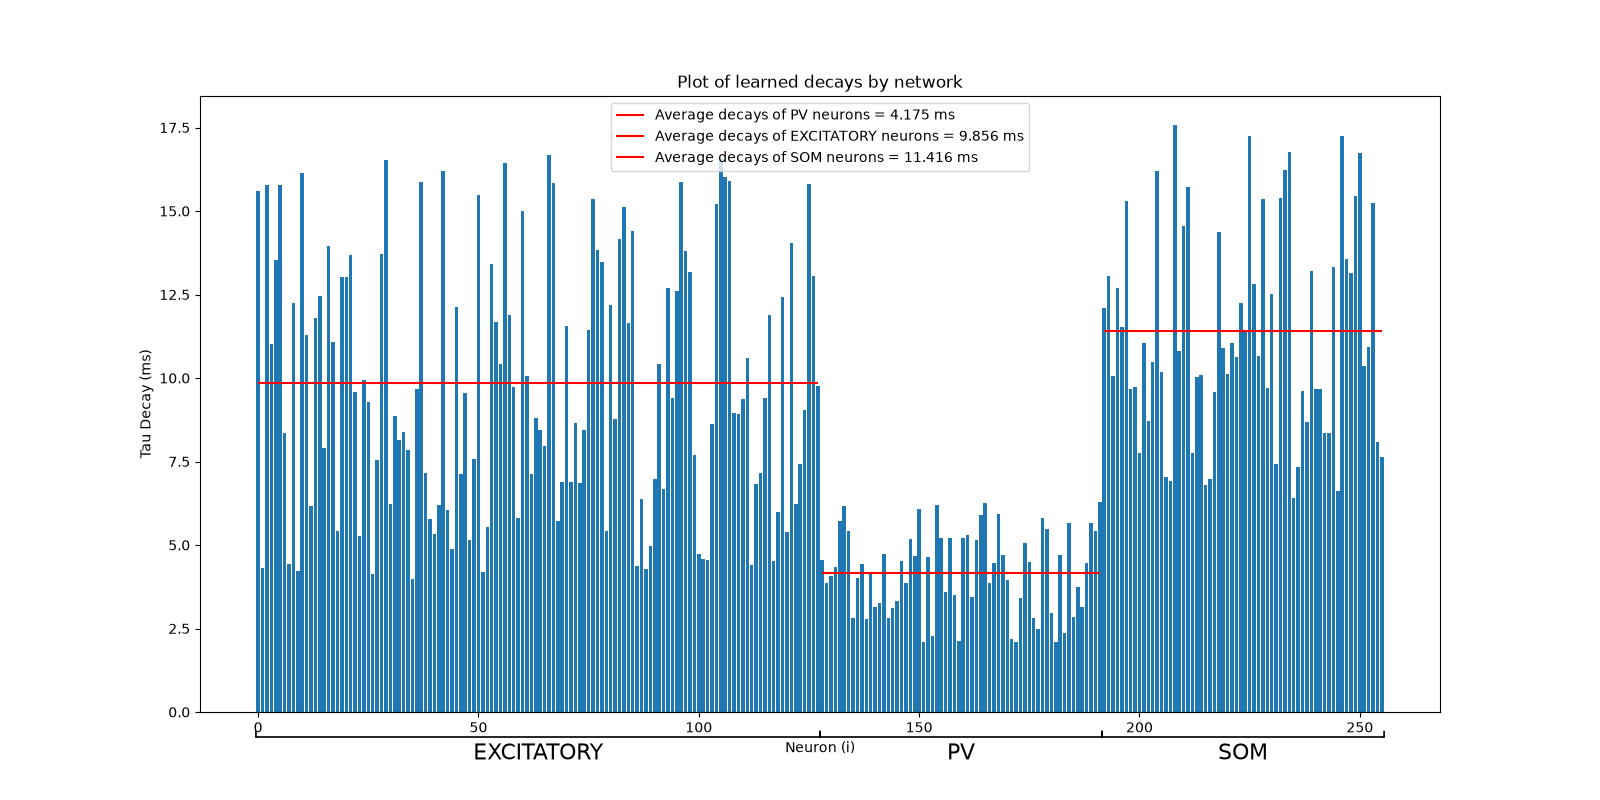 Plot of learned decays by network
Average decays of PV neurons = 4.175 ms
Average decays of EXCITATORY neurons = 9.856 ms
Average decays of SOM neurons = 11.416 ms
Tau Decay (ms)
17.5
15.0
12.5
10.0
7.5
5.0
2.5
0.0
0 50 100 150 200 250
Neuron (i)
EXCITATORY PV SOM